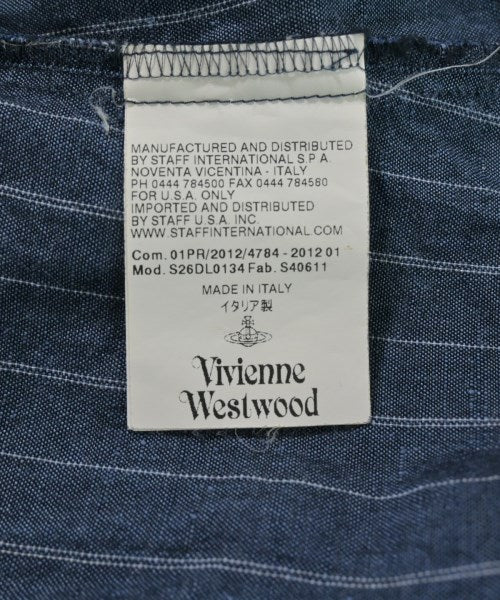 MANUFACTURED AND DISTRIBUTED
BY STAFF INTERNATIONAL S.P.A.
NOVENTA VICENTINA - ITALY
PH 0444 784500 FAX 0444 784580
FOR U.S.A. ONLY
IMPORTED AND DISTRIBUTED
BY STAFF U.S.A. INC.
WWW.STAFFINTERNATIONAL.COM
Com. 01PR/2012/4784 - 2012 01
Mod. S26DL0134 Fab. S40611
MADE IN ITALY
イタリア製
Vivienne
Westwood